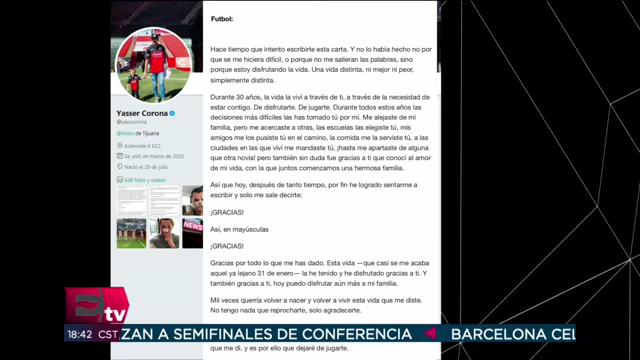 Futbol:
Hace tiempo que intento escribirte esta carta. Y no lo había hecho no por
que se me hiciera difícil, o porque no me salieran las palabras, sino
porque estoy disfrutando la vida. Una vida distinta, ni mejor ni peor,
simplemente distinta.
Durante 30 años, la vida la viví a través de ti, a través de la necesidad de
estar contigo. De disfrutarte. De jugarte. Durante todos estos años las
decisiones más difíciles las has tomado tú por mí. Me alejaste de mi
familia, pero me acercaste a otras, las escuelas las elegiste tú, mis
amigos me los pusiste tú en el camino, la comida me la serviste tú, a las
ciudades en las que viví me mandaste tú, ¡hasta me apartaste de alguna
que otra novia! pero también sin duda fue gracias a ti que conocí al amor
de mi vida, con la que juntos comenzamos una hermosa familia.
Así que hoy, después de tanto tiempo, por fin he logrado sentarme a
escribir y solo me sale decirte:
¡GRACIAS!
Así, en mayúsculas
¡GRACIAS!
Gracias por todo lo que me has dado. Esta vida —que casi se me acaba
aquel ya lejano 31 de enero— la he tenido y he disfrutado gracias a ti. Y
también gracias a ti, hoy puedo disfrutar aún más a mi familia.
Mil veces querría volver a nacer y volver a vivir esta vida que me diste.
No tengo nada que reprocharte, solo agradecerte.
que me di, y es por ello que dejaré de jugarte.
Yasser Corona
@yasscorona
@Xolos de Tijuana
Asteroide B 612.
Se unió en marzo de 2010
Nació el 28 de julio
628 fotos y videos
NEWS
tv
18:42 CST
ZAN A SEMIFINALES DE CONFERENCIA
BARCELONA CEL